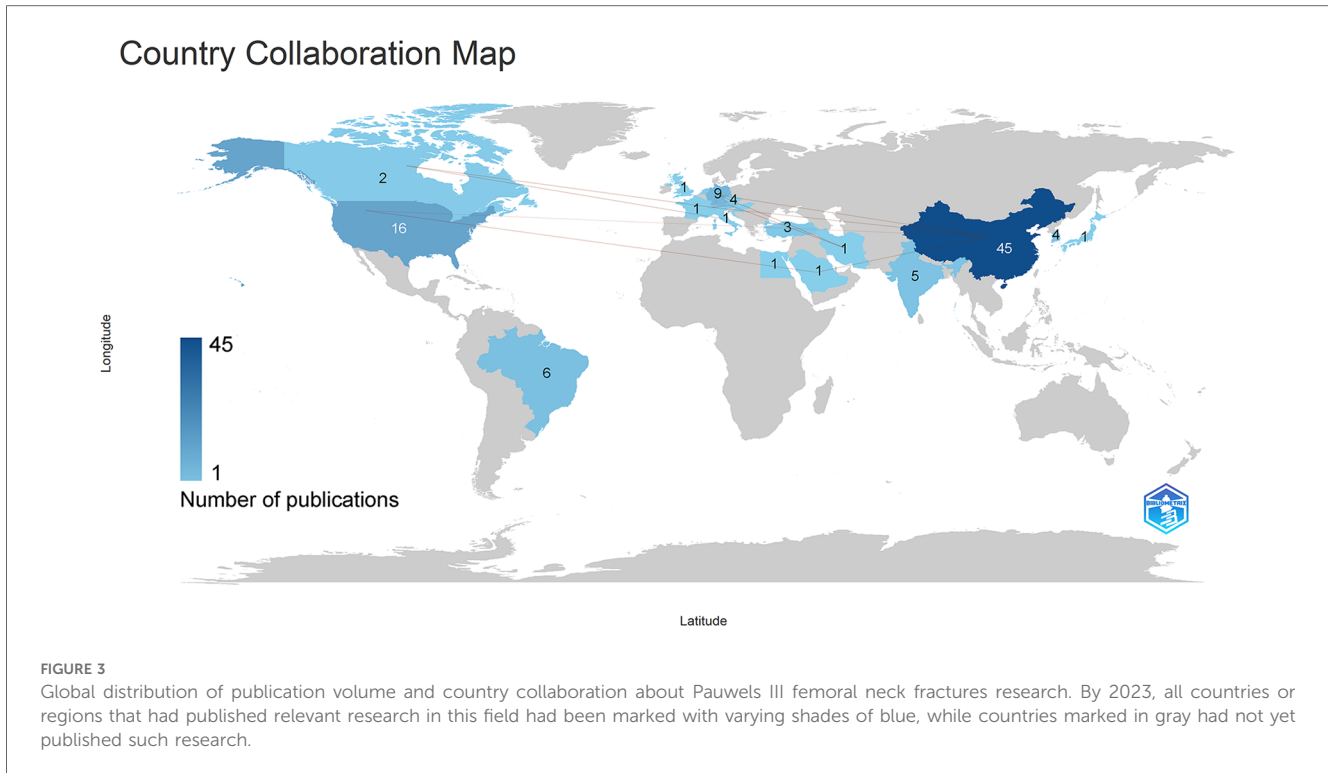 Country Collaboration Map
2
16
1
9
4
1
1
3
1
1
1
5
45
4
1
6
Longitude
45
1
Number of publications
BIBLIOMETRIX
Latitude
FIGURE 3
Global distribution of publication volume and country collaboration about Pauwels III femoral neck fractures research. By 2023, all countries or
regions that had published relevant research in this field had been marked with varying shades of blue, while countries marked in gray had not yet
published such research.